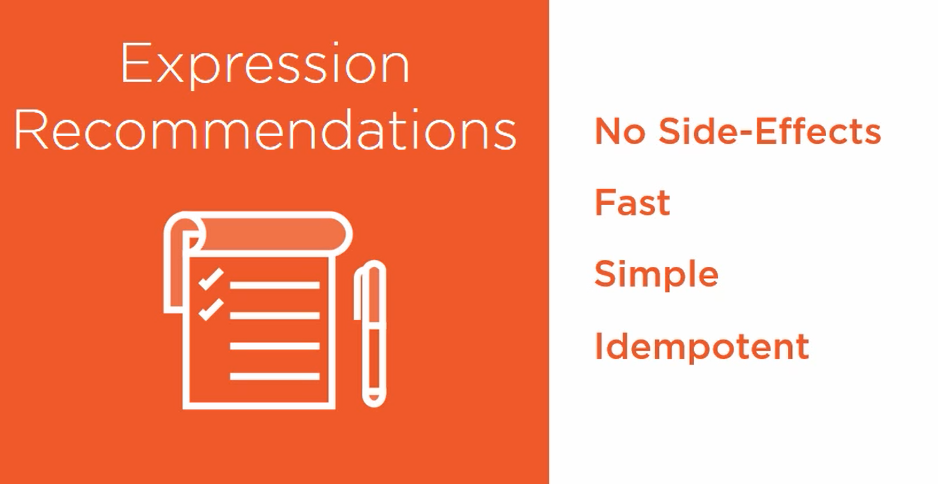 Expression
Recommendations
No Side-Effects
Fast
Simple
Idempotent